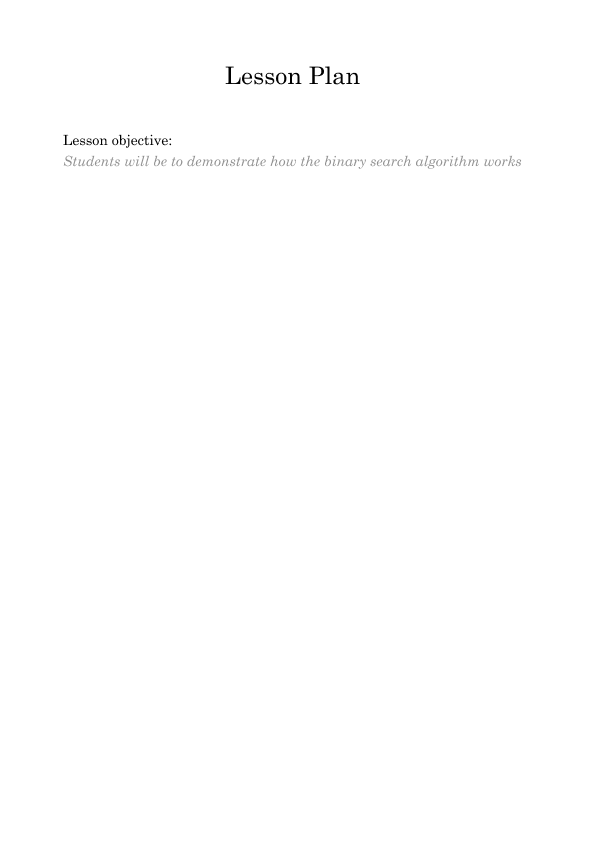 Lesson Plan
Lesson objective:
Students will be to demonstrate how the binary search algorithm works